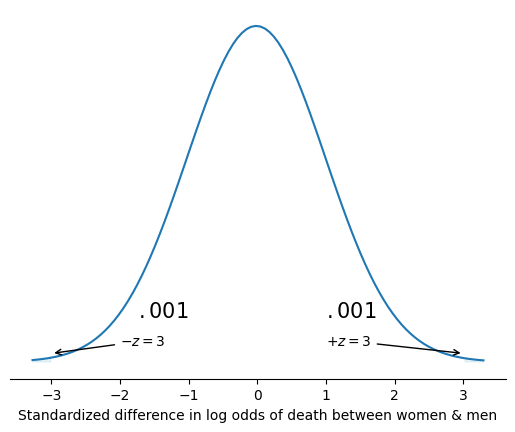 .001 .001
−z = 3 +z = 3
−3 −2 −1 0 1 2 3
Standardized difference in log odds of death between women & men